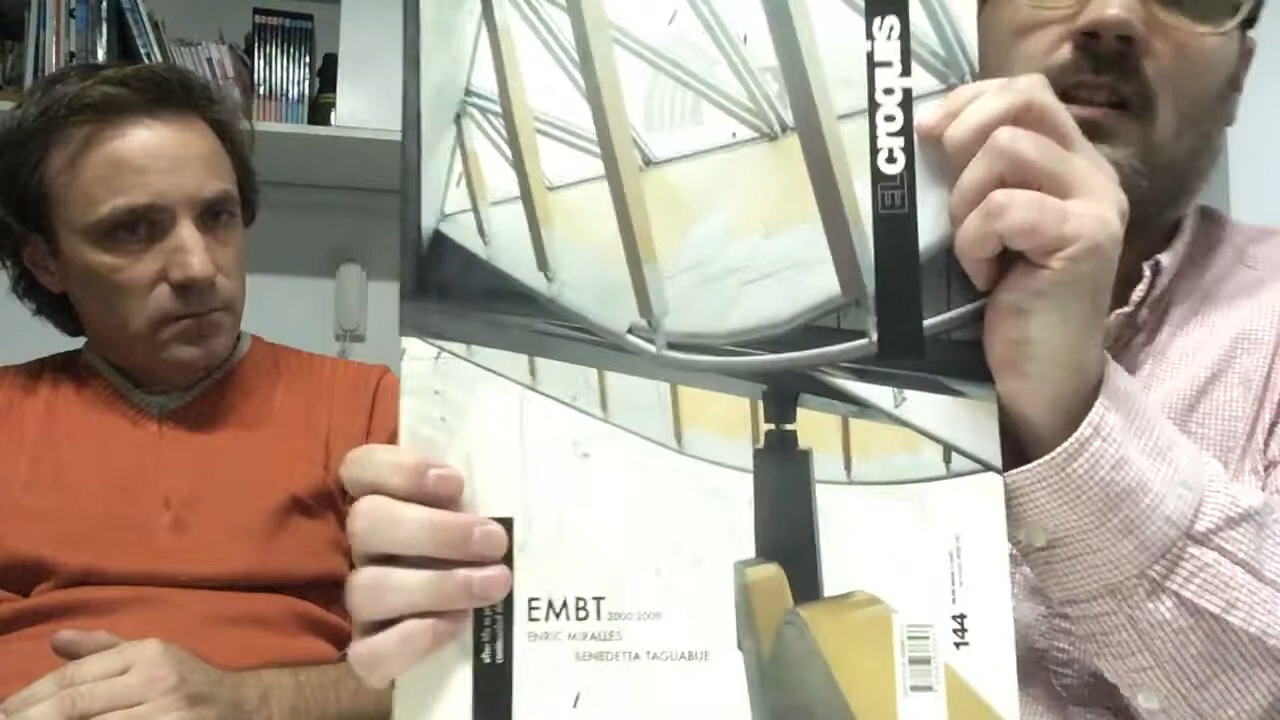 EL croquis
EMBT 2000 2009
ENRIC MIRALLES
BENEDETTA TAGLIABUE
144